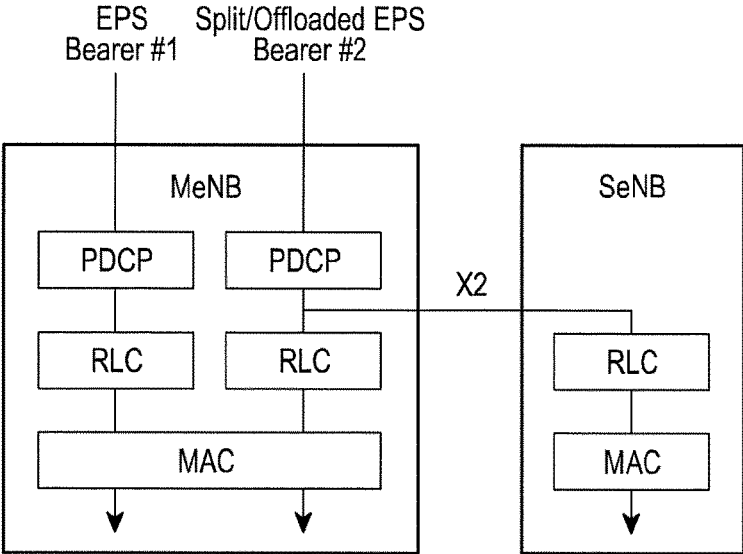 EPS
Bearer #1
Split/Offloaded EPS
Bearer #2
MeNB
SeNB
PDCP
PDCP
X2
RLC
RLC
RLC
MAC
MAC